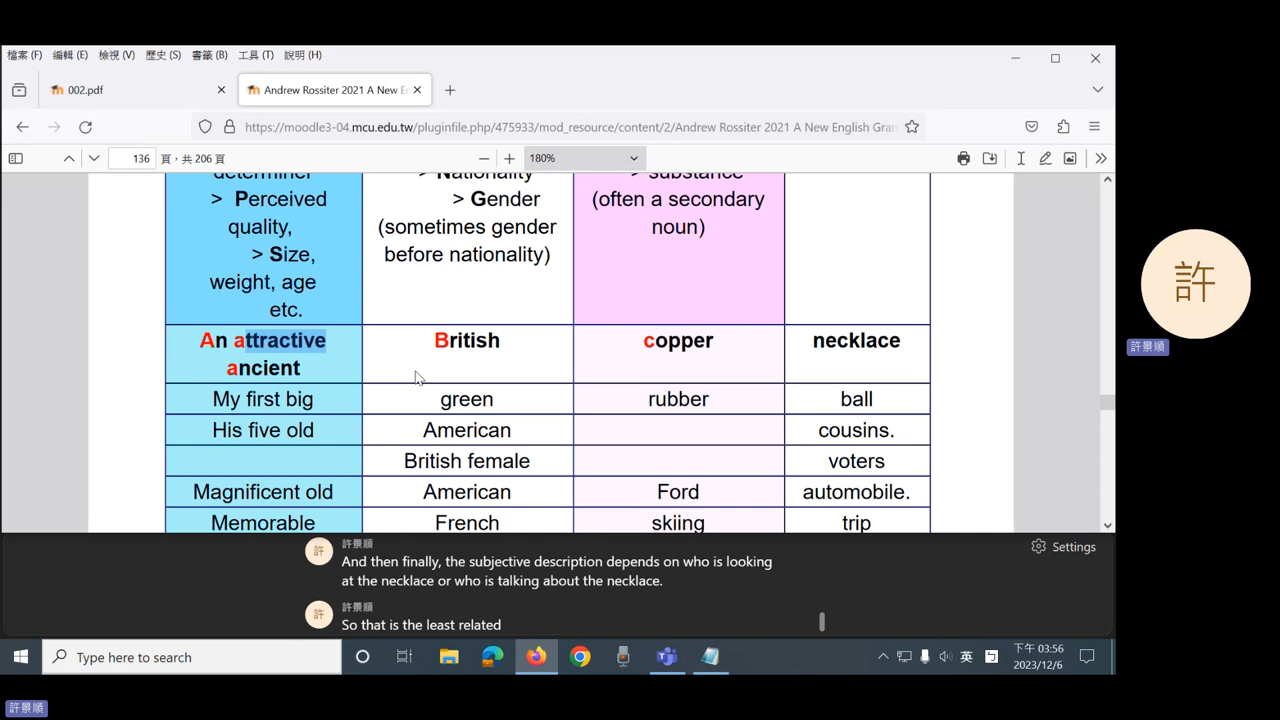 檔案 (F) 編輯 (E) 檢視 (V) 歷史 (S) 書籤 (B) 工具 (T) 說明 (H)
002.pdf
Andrew Rossiter 2021 A New En
https://moodle3-04.mcu.edu.tw/pluginfile.php/475933/mod_resource/content/2/Andrew Rossiter 2021 A New English Gran
136 頁，共 206 頁
180%
determiner
> Perceived
quality,
> Size,
weight, age
etc.
> Nationality
> Gender
(sometimes gender
before nationality)
> substance
(often a secondary
noun)
An attractive
ancient
British
copper
necklace
My first big green rubber ball
His five old American cousins.
British female voters
Magnificent old American Ford automobile.
Memorable French skiing trip
許
許景順
許
許景順
And then finally, the subjective description depends on who is looking
at the necklace or who is talking about the necklace.
許
許景順
So that is the least related
Settings
Type here to search
英
下午 03:56
2023/12/6
許景順